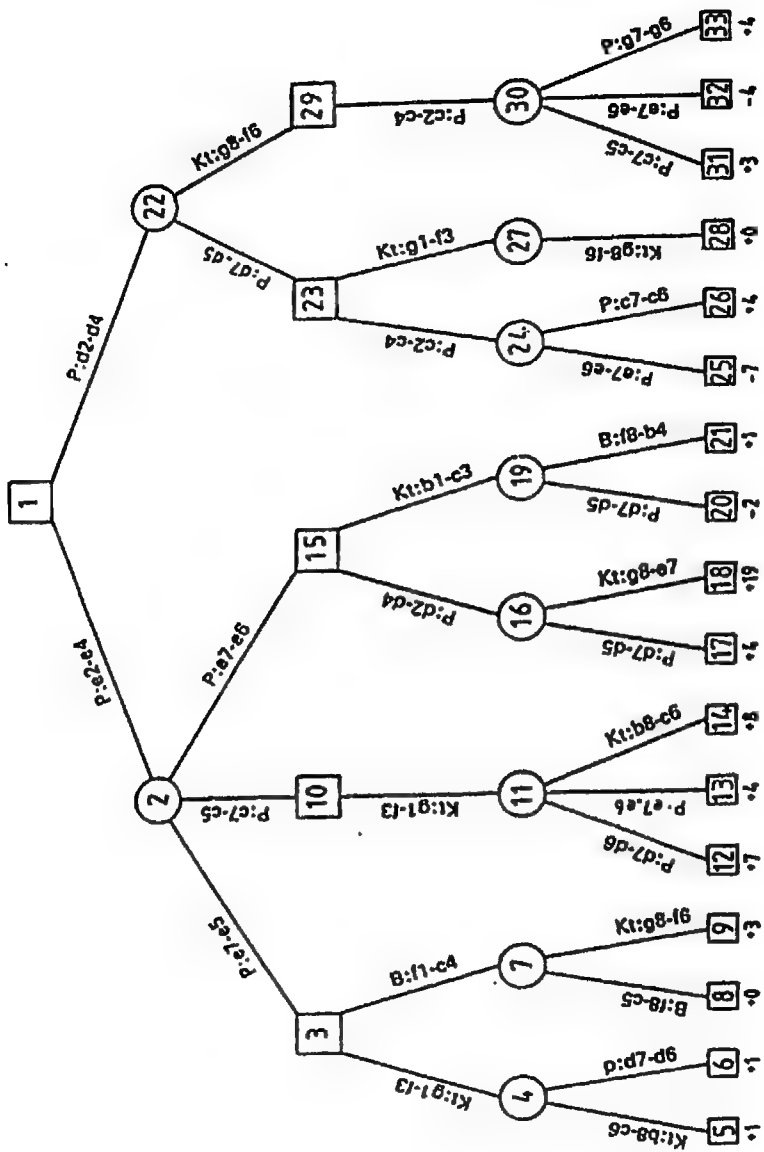 1
P:e2-e4
P:d2-d4
2
22
P:e7-e5
P:c7-c5
P:e7-e6
P:d7-d5
Kt:g8-f6
3
10
15
23
29
Kt:g1-f3
B:f1-c4
Kt:g1-f3
P:d2-d4
Kt:b1-c3
P:c2-c4
Kt:g1-f3
P:c2-c4
4
7
11
16
19
24
27
30
Kt:b8-c6
p:d7-d6
B:f8-c5
Kt:g8-f6
P:d7-d6
P:e7-e6
Kt:b8-c6
P:d7-d5
Kt:g8-e7
P:d7-d5
B:f8-b4
P:e7-e6
P:c7-c6
Kt:g8-f6
P:c7-c5
P:e7-e6
P:g7-g6
5
6
8
9
12
13
14
17
18
20
21
25
26
28
31
32
33
+1
+1
+0
+3
+7
+4
+8
+4
+19
-2
+1
-7
+4
+0
+3
-4
+4